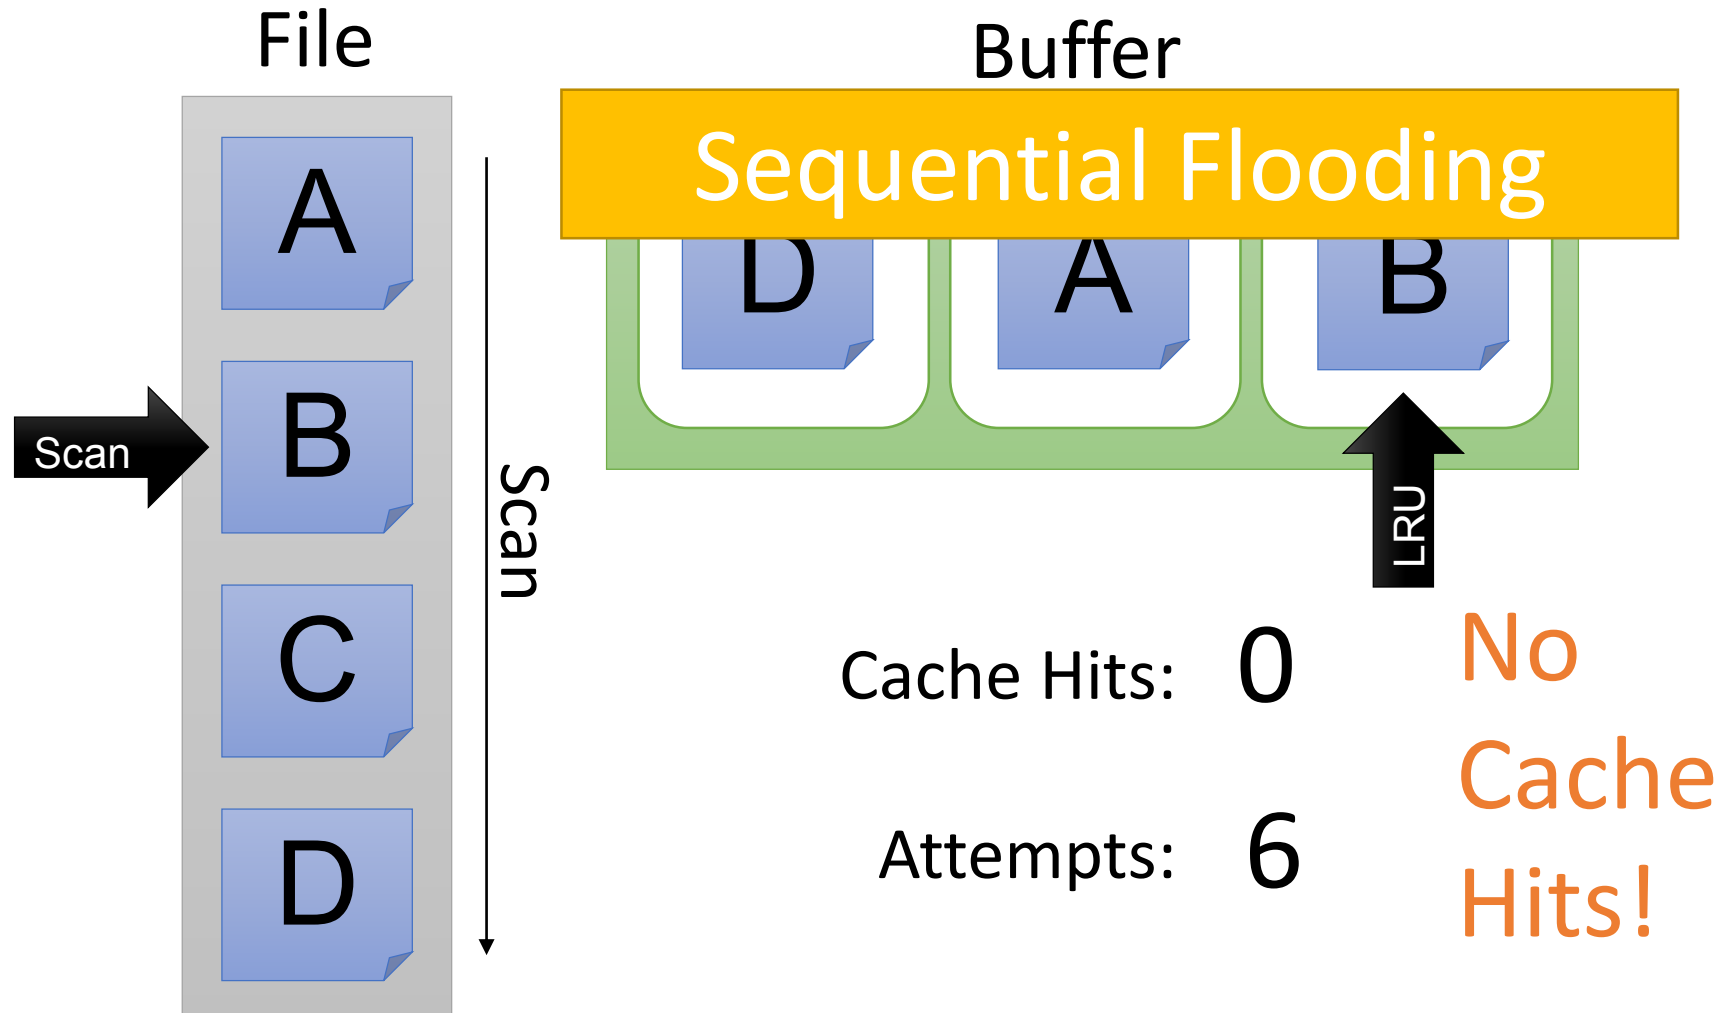 File
A
B
C
D
Scan
Scan
Buffer
Sequential Flooding
D
A
B
LRU
Cache Hits: 0
Attempts: 6
No
Cache
Hits!